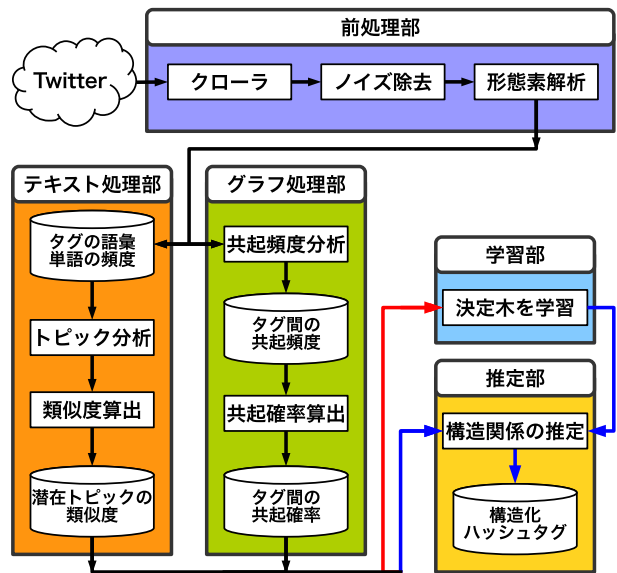 前処理部
Twitter
クローラ
ノイズ除去
形態素解析
テキスト処理部
タグの語彙
単語の頻度
トピック分析
類似度算出
潜在トピックの
類似度
グラフ処理部
共起頻度分析
タグ間の
共起頻度
共起確率算出
タグ間の
共起確率
学習部
決定木を学習
推定部
構造関係の推定
構造化
ハッシュタグ